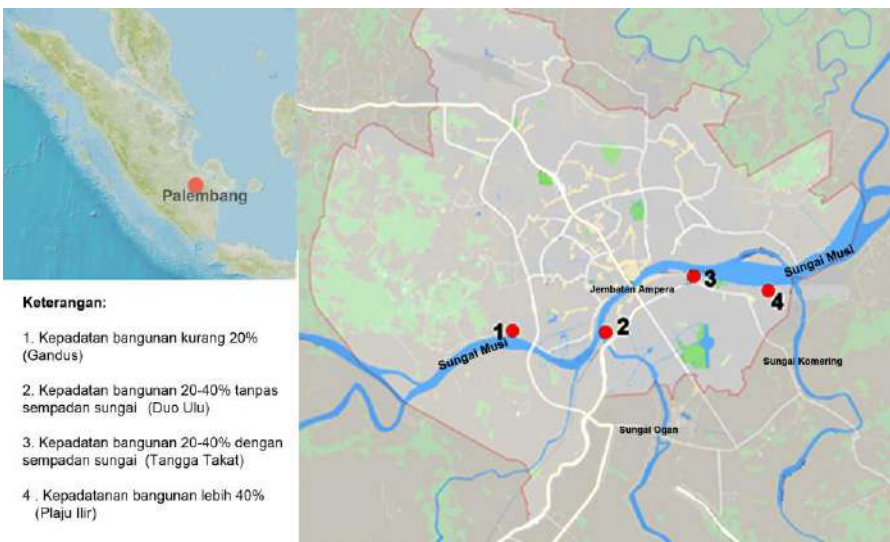 Palembang
Keterangan:
1. Kepadatan bangunan kurang 20%
(Gandus)
2. Kepadatan bangunan 20-40% tanpas
sempadan sungai (Duo Ulu)
3. Kepadatan bangunan 20-40% dengan
sempadan sungai (Tangga Takat)
4 . Kepadatanan bangunan lebih 40%
(Plaju Ilir)
Sungai Musi
3
Jembatan Ampera
4
1
2
Sungai Musi
Sungai Komering
Sungai Ogan